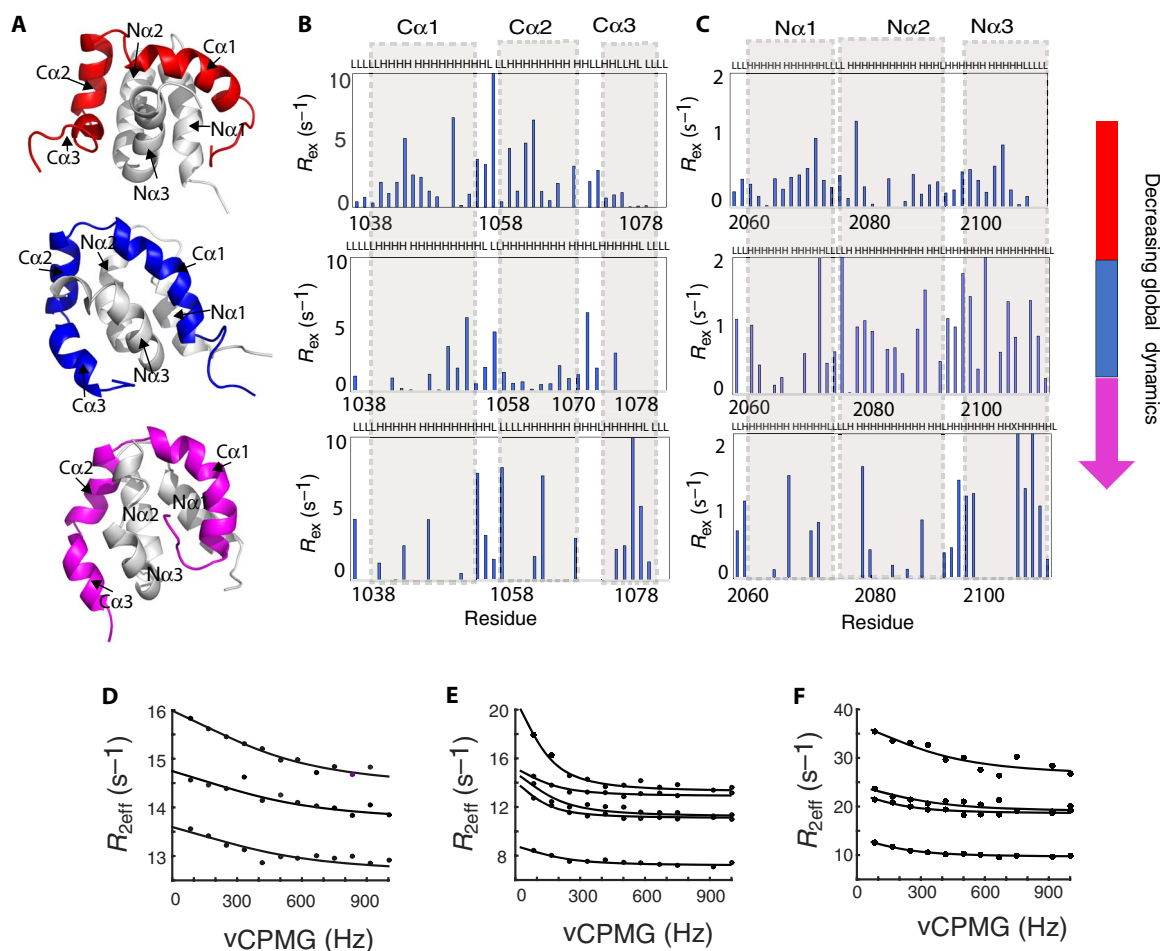 A
Nα2
Cα1
Cα2
Nα1
Cα3
Nα3
Nα2
Cα2
Cα1
Nα1
Nα3
Cα3
Cα1
Cα2
Nα1
Nα2
Nα3
Cα3
B
Cα1 Cα2 Cα3
10
5
0
Rex (s−1)
1038 1058 1078
10
5
0
Rex (s−1)
1038 1058 1070 1078
10
5
0
Rex (s−1)
1038 1058 1078
Residue
C
Nα1 Nα2 Nα3
2
1
0
Rex (s−1)
2060 2080 2100
2
1
0
Rex (s−1)
2060 2080 2100
2
1
0
Rex (s−1)
2060 2080 2100
Residue
Decreasing global dynamics
D
16
15
14
13
R2eff (s−1)
0 300 600 900
νCPMG (Hz)
E
20
16
12
8
R2eff (s−1)
0 300 600 900
νCPMG (Hz)
F
40
30
20
10
R2eff (s−1)
0 300 600 900
νCPMG (Hz)